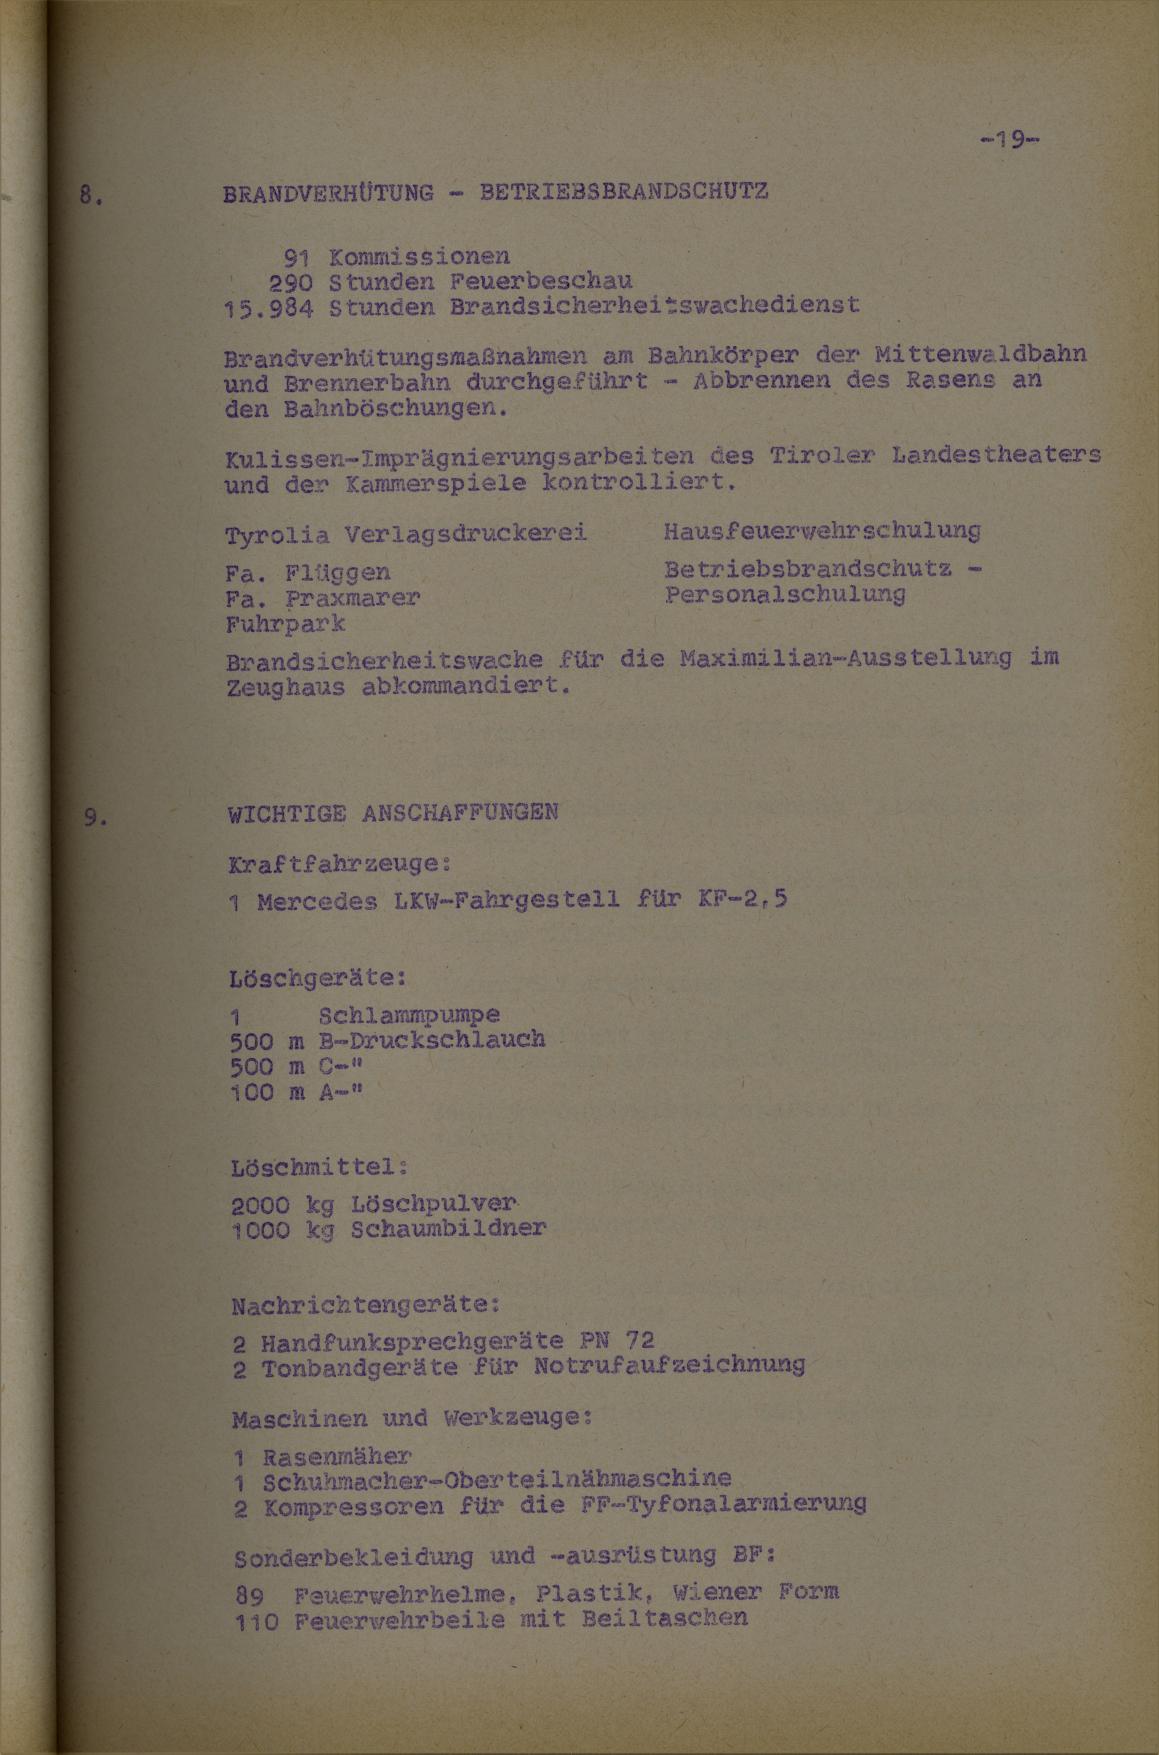 -19-
8. BRANDVERHÜTUNG - BETRIEBSBRANDSCHUTZ
91 Kommissionen
290 Stunden Feuerbeschau
15.984 Stunden Brandsicherheitswachedienst
Brandverhütungsmaßnahmen am Bahnkörper der Mittenwaldbahn
und Brennerbahn durchgeführt - Abbrennen des Rasens an
den Bahnböschungen.
Kulissen-Imprägnierungsarbeiten des Tiroler Landestheaters
und der Kammerspiele kontrolliert.
Tyrolia Verlagsdruckerei Hausfeuerwehrschulung
Fa. Flüggen Betriebsbrandschutz -
Fa. Praxmarer Personalschulung
Fuhrpark
Brandsicherheitswache für die Maximilian-Ausstellung im
Zeughaus abkommandiert.
9. WICHTIGE ANSCHAFFUNGEN
Kraftfahrzeuge:
1 Mercedes LKW-Fahrgestell für KF-2,5
Löschgeräte:
1 Schlammpumpe
500 m B-Druckschlauch
500 m C-"
100 m A-"
Löschmittel:
2000 kg Löschpulver
1000 kg Schaumbildner
Nachrichtengeräte:
2 Handfunksprechgeräte PN 72
2 Tonbandgeräte für Notrufaufzeichnung
Maschinen und Werkzeuge:
1 Rasenmäher
1 Schuhmacher-Oberteilnähmaschine
2 Kompressoren für die FF-Tyfonalarmierung
Sonderbekleidung und -ausrüstung BF:
89 Feuerwehrhelme, Plastik, Wiener Form
110 Feuerwehrbeile mit Beiltaschen